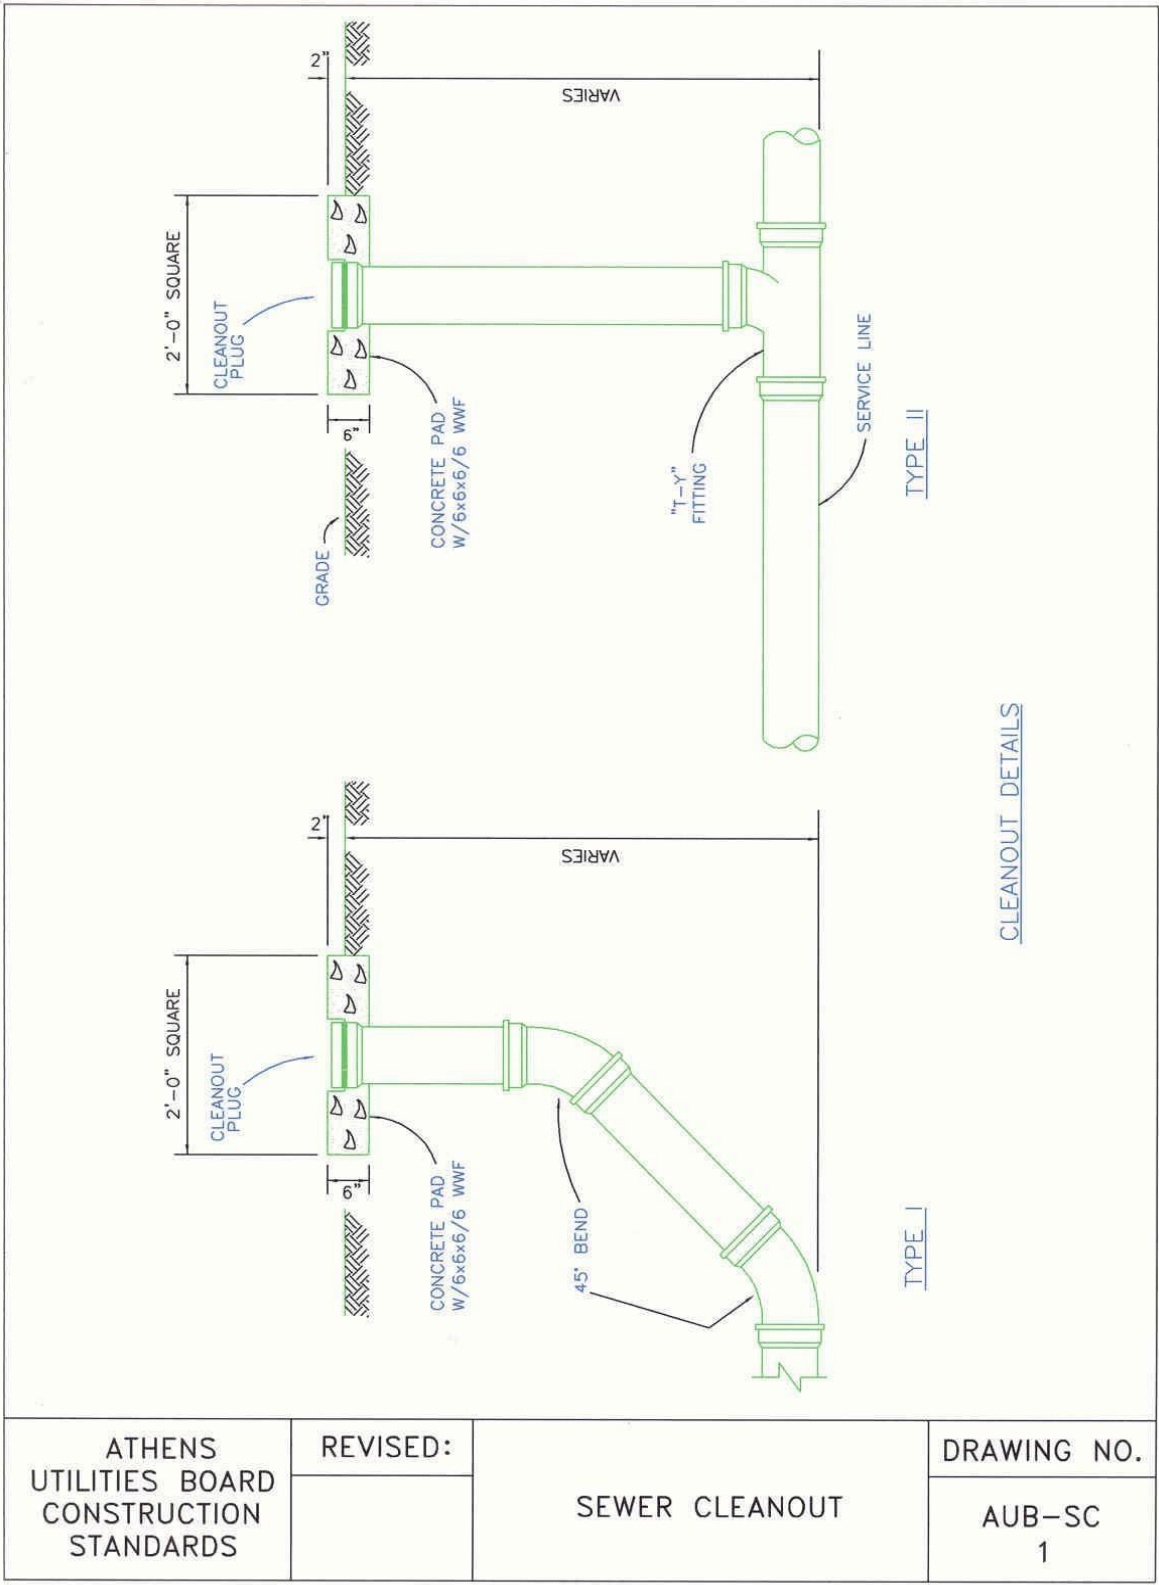 2'-0" SQUARE
CLEANOUT
PLUG
2"
VARIES
6"
CONCRETE PAD
W/6x6x6/6 WWF
45° BEND
TYPE I
2'-0" SQUARE
CLEANOUT
PLUG
2"
VARIES
6"
GRADE
CONCRETE PAD
W/6x6x6/6 WWF
"T-Y"
FITTING
SERVICE LINE
TYPE II
CLEANOUT DETAILS
ATHENS
UTILITIES BOARD
CONSTRUCTION
STANDARDS
REVISED:
SEWER CLEANOUT
DRAWING NO.
AUB-SC
1